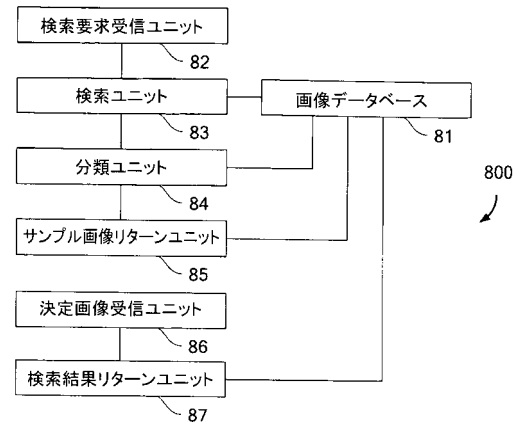 検索要求受信ユニット
82
検索ユニット
83
画像データベース
81
分類ユニット
84
800
サンプル画像リターンユニット
85
決定画像受信ユニット
86
検索結果リターンユニット
87